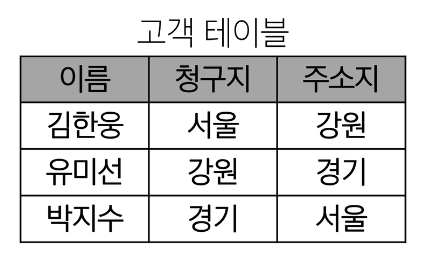 고객 테이블
이름 청구지 주소지
김한웅 서울 강원
유미선 강원 경기
박지수 경기 서울